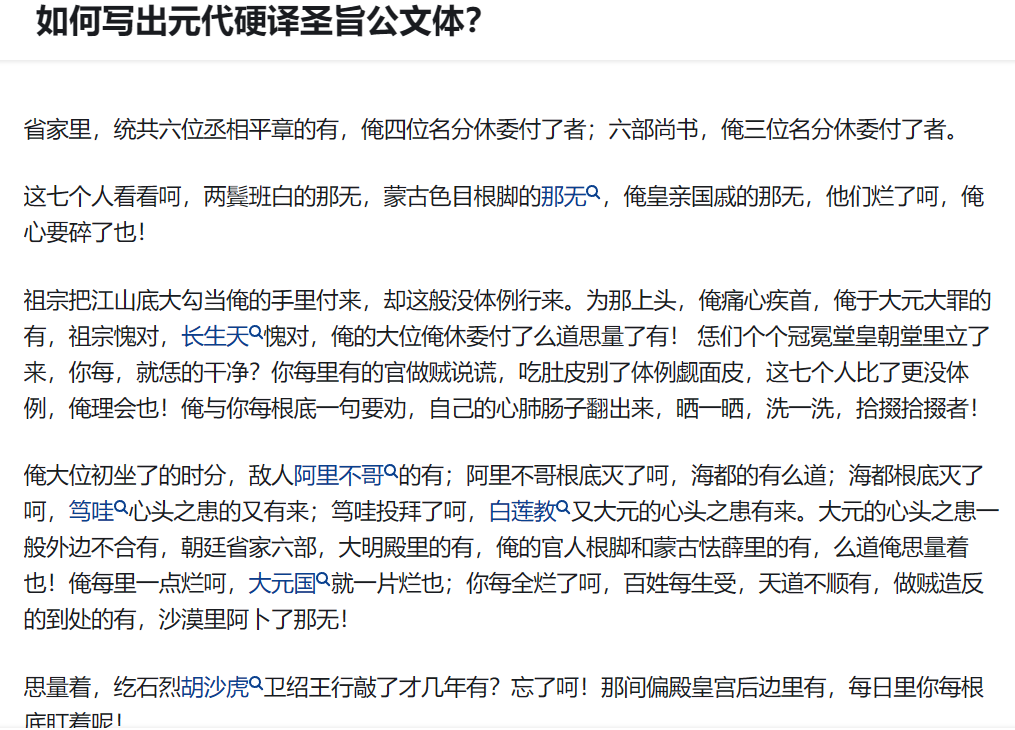 如何写出元代硬译圣旨公文体？
省家里，统共六位丞相平章的有，俺四位名分休委付了者；六部尚书，俺三位名分休委付了者。
这七个人看看呵，两鬓班白的那无，蒙古色目根脚的那无，俺皇亲国戚的那无，他们烂了呵，俺
心要碎了也！
祖宗把江山底大勾当俺的手里付来，却这般没体例行来。为那上头，俺痛心疾首，俺于大元大罪的
有，祖宗愧对，长生天愧对，俺的大位俺休委付了么道思量了有！ 恁们个个冠冕堂皇朝堂里立了
来，你每，就恁的干净？你每里有的官做贼说谎，吃肚皮别了体例觑面皮，这七个人比了更没体
例，俺理会也！俺与你每根底一句要劝，自己的心肺肠子翻出来，晒一晒，洗一洗，拾掇拾掇者！
俺大位初坐了的时分，敌人阿里不哥的有；阿里不哥根底灭了呵，海都的有么道；海都根底灭了
呵，笃哇心头之患的又有来；笃哇投拜了呵，白莲教又大元的心头之患有来。大元的心头之患一
般外边不合有，朝廷省家六部，大明殿里的有，俺的官人根脚和蒙古怯薛里的有，么道俺思量着
也！俺每里一点烂呵，大元国就一片烂也；你每全烂了呵，百姓每生受，天道不顺有，做贼造反
的到处的有，沙漠里阿卜了那无！
思量着，纥石烈胡沙虎卫绍王行敲了才几年有？忘了呵！那间偏殿皇宫后边里有，每日里你每根
底盯着呢！